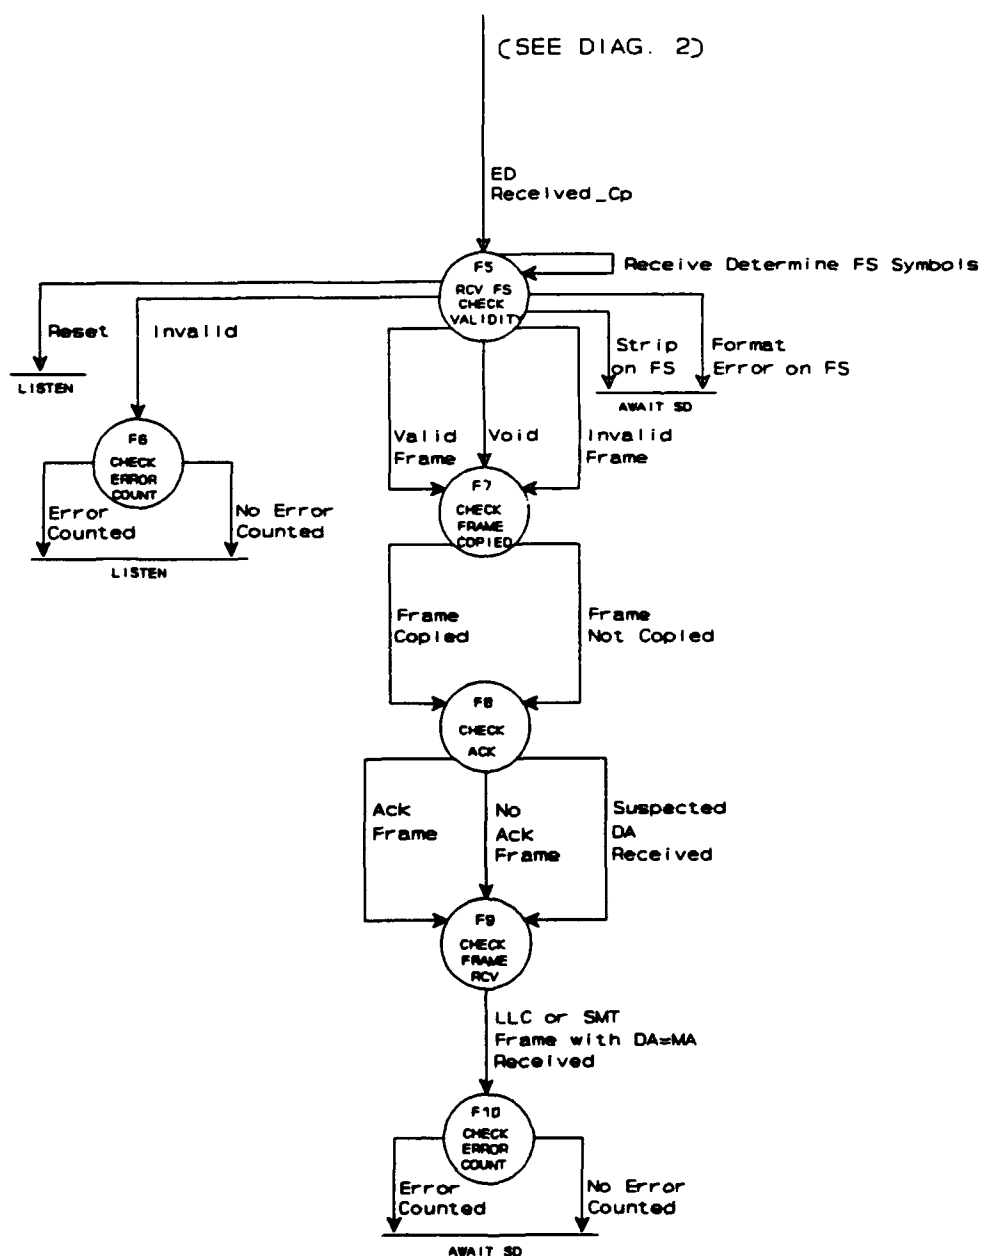 (SEE DIAG. 2)
ED
Received_Cp
F5
RCV FS
CHECK
VALIDITY
Receive Determine FS Symbols
Reset
LISTEN
Invalid
Strip
on FS
Format
Error on FS
AWAIT SD
F6
CHECK
ERROR
COUNT
Error
Counted
No Error
Counted
LISTEN
Valid
Frame
Void
Invalid
Frame
F7
CHECK
FRAME
COPIED
Frame
Copied
Frame
Not Copied
F8
CHECK
ACK
Ack
Frame
No
Ack
Frame
Suspected
DA
Received
F9
CHECK
FRAME
RCV
LLC or SMT
Frame with DA=MA
Received
F10
CHECK
ERROR
COUNT
Error
Counted
No Error
Counted
AWAIT SD